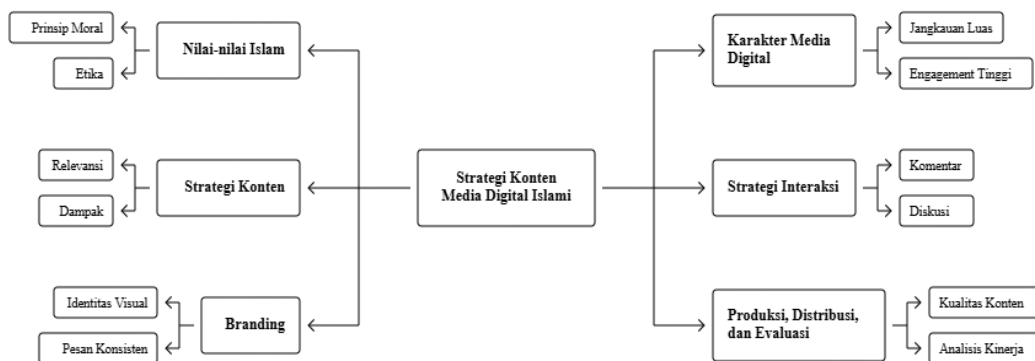 Prinsip Moral
Etika
Nilai-nilai Islam
Relevansi
Dampak
Strategi Konten
Identitas Visual
Pesan Konsisten
Branding
Strategi Konten
Media Digital Islami
Karakter Media
Digital
Jangkauan Luas
Engagement Tinggi
Strategi Interaksi
Komentar
Diskusi
Produksi, Distribusi,
dan Evaluasi
Kualitas Konten
Analisis Kinerja